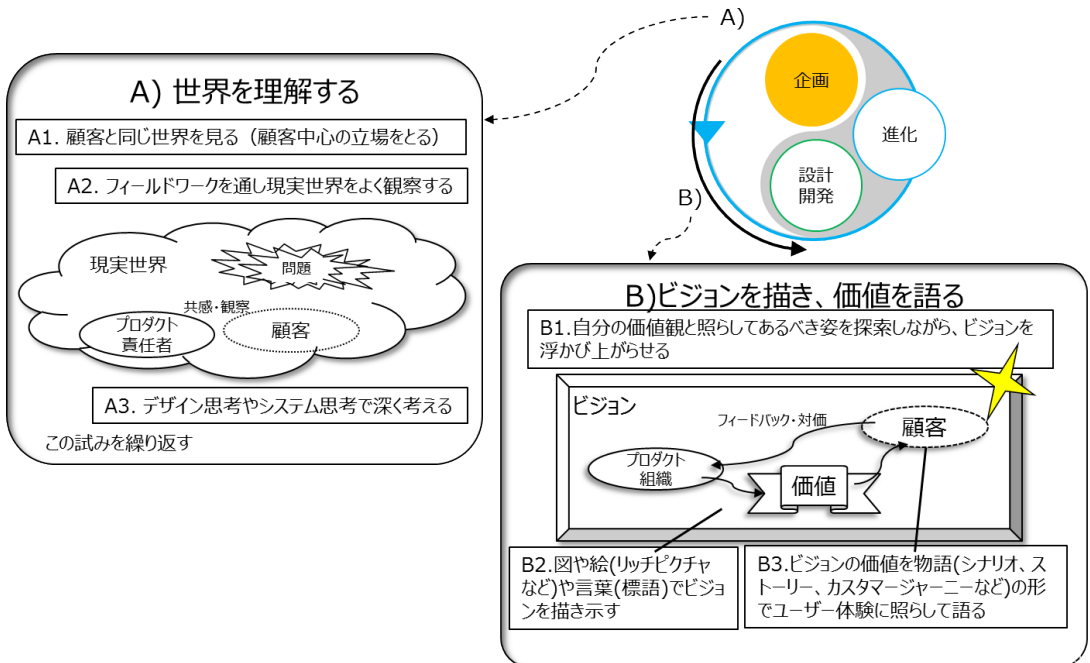 A)
企画
進化
設計
開発
B)
A) 世界を理解する
A1. 顧客と同じ世界を見る（顧客中心の立場をとる）
A2. フィールドワークを通し現実世界をよく観察する
現実世界
問題
共感・観察
プロダクト
責任者
顧客
A3. デザイン思考やシステム思考で深く考える
この試みを繰り返す
B)ビジョンを描き、価値を語る
B1.自分の価値観と照らしてあるべき姿を探索しながら、ビジョンを
浮かび上がらせる
ビジョン
フィードバック・対価
顧客
プロダクト
組織
価値
B2.図や絵(リッチピクチャ
など)や言葉(標語)でビジョ
ンを描き示す
B3.ビジョンの価値を物語(シナリオ、ス
トーリー、カスタマージャーニーなど)の形
でユーザー体験に照らして語る